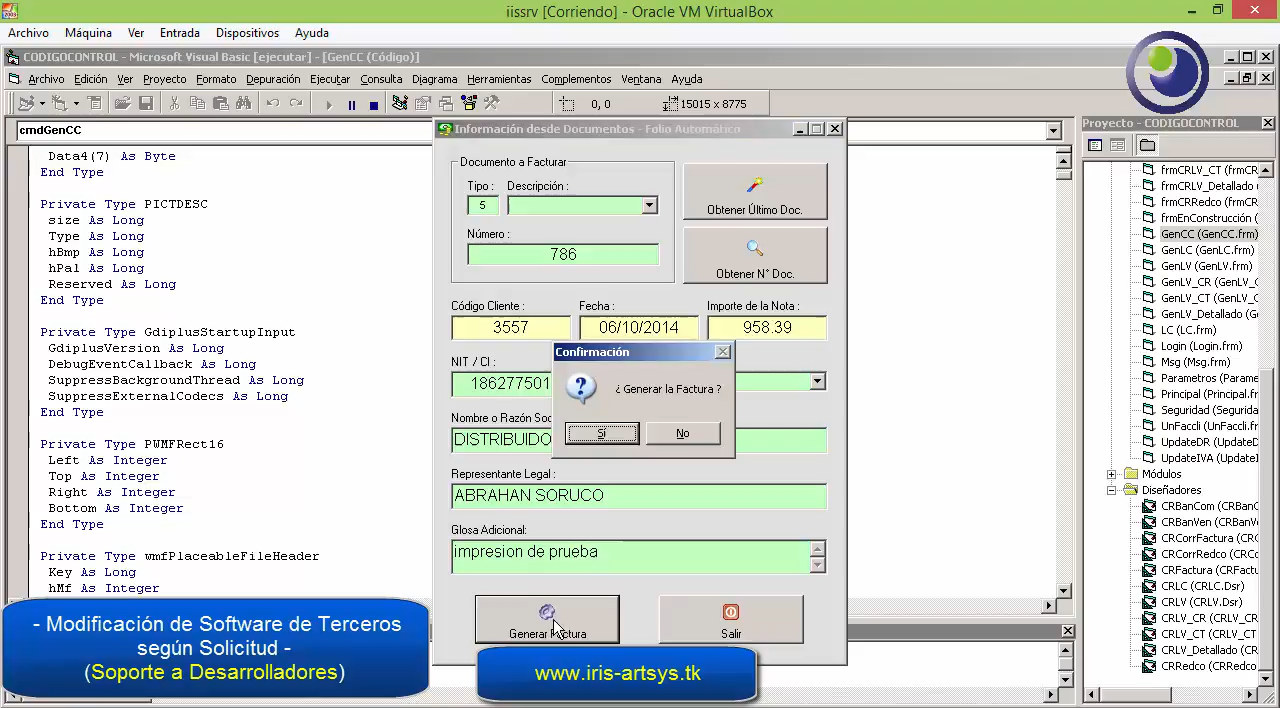 iissrv [Corriendo] - Oracle VM VirtualBox
Archivo Máquina Ver Entrada Dispositivos Ayuda
CODIGOCONTROL - Microsoft Visual Basic [ejecutar] - [GenCC (Código)]
Archivo Edición Ver Proyecto Formato Depuración Ejecutar Consulta Diagrama Herramientas Complementos Ventana Ayuda
0, 0 15015 x 8775
cmdGenCC
Data4(7) As Byte
End Type
Private Type PICTDESC
size As Long
Type As Long
hBmp As Long
hPal As Long
Reserved As Long
End Type
Private Type GdiplusStartupInput
GdiplusVersion As Long
DebugEventCallback As Long
SuppressBackgroundThread As Long
SuppressExternalCodecs As Long
End Type
Private Type PWMFRect16
Left As Integer
Top As Integer
Right As Integer
Bottom As Integer
End Type
Private Type wmfPlaceableFileHeader
Key As Long
hMf As Integer
Información desde Documentos - Folio Automático
Documento a Facturar
Tipo : Descripción :
5
Número :
786
Obtener Último Doc.
Obtener N° Doc.
Código Cliente : Fecha : Importe de la Nota :
3557 06/10/2014 958.39
NIT / CI :
186277501
Nombre o Razón Soc
DISTRIBUIDO
Representante Legal :
ABRAHAN SORUCO
Glosa Adicional:
impresion de prueba
Generar Factura Salir
Confirmación
¿ Generar la Factura ?
Sí No
Proyecto - CODIGOCONTROL
frmCRLV_CT (frmC
frmCRLV_Detallado
frmCRRedco (frmC
frmEnConstrucción
GenCC (GenCC.frm)
GenLC (GenLC.frm)
GenLV (GenLV.frm)
GenLV_CR (GenLV_
GenLV_CT (GenLV_
GenLV_Detallado (
LC (LC.frm)
Login (Login.frm)
Msg (Msg.frm)
Parametros (Parame
Principal (Principal.f
Seguridad (Segurid
UnFaccli (UnFaccli.f
UpdateDR (UpdateD
UpdateIVA (Update
Módulos
Diseñadores
CRBanCom (CRBanC
CRBanVen (CRBanV
CRCorrFactura (CRC
CRCorrRedco (CRC
CRFactura (CRFactu
CRLC (CRLC.Dsr)
CRLV (CRLV.Dsr)
CRLV_CR (CRLV_CR
CRLV_CT (CRLV_CT
CRLV_Detallado (CR
CRRedco (CRRedco
- Modificación de Software de Terceros
según Solicitud -
(Soporte a Desarrolladores)
www.iris-artsys.tk